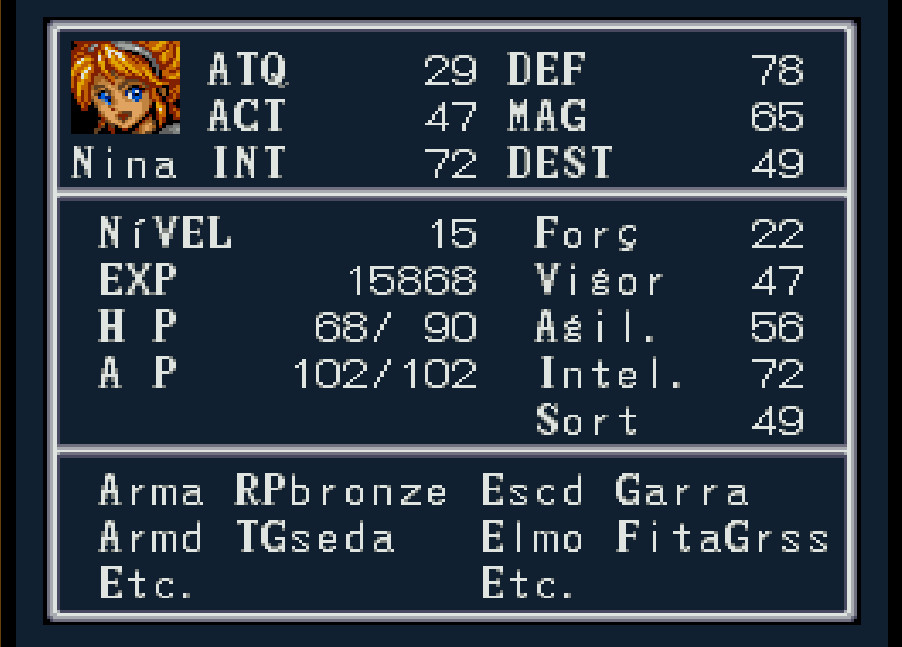 ATQ 29 DEF 78
ACT 47 MAG 65
Nina INT 72 DEST 49
NíVEL 15 Forç 22
EXP 15868 Vigor 47
H P 68/ 90 Agil. 56
A P 102/102 Intel. 72
Sort 49
Arma RPbronze Escd Garra
Armd TGseda Elmo FitaGrss
Etc. Etc.